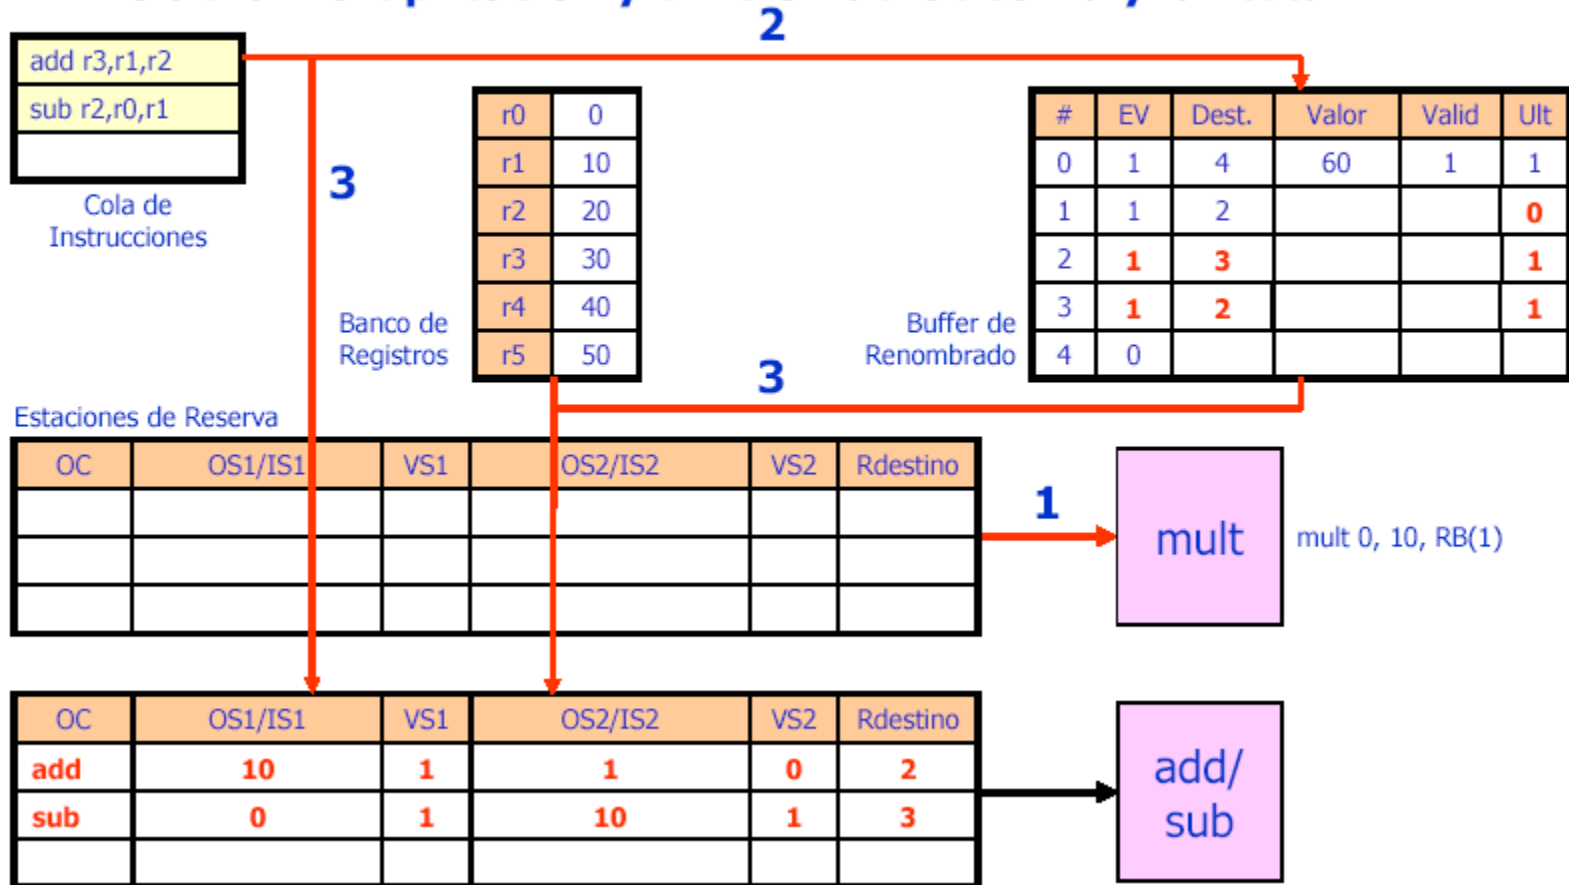 2
add r3,r1,r2
sub r2,r0,r1
Cola de
Instrucciones
3
r0 0
r1 10
r2 20
r3 30
r4 40
r5 50
Banco de
Registros
# EV Dest. Valor Valid Ult
0 1 4 60 1 1
1 1 2 0
2 1 3 1
3 1 2 1
4 0
Buffer de
Renombrado
3
Estaciones de Reserva
OC OS1/IS1 VS1 OS2/IS2 VS2 Rdestino
1
mult
mult 0, 10, RB(1)
OC OS1/IS1 VS1 OS2/IS2 VS2 Rdestino
add 10 1 1 0 2
sub 0 1 10 1 3
add/
sub